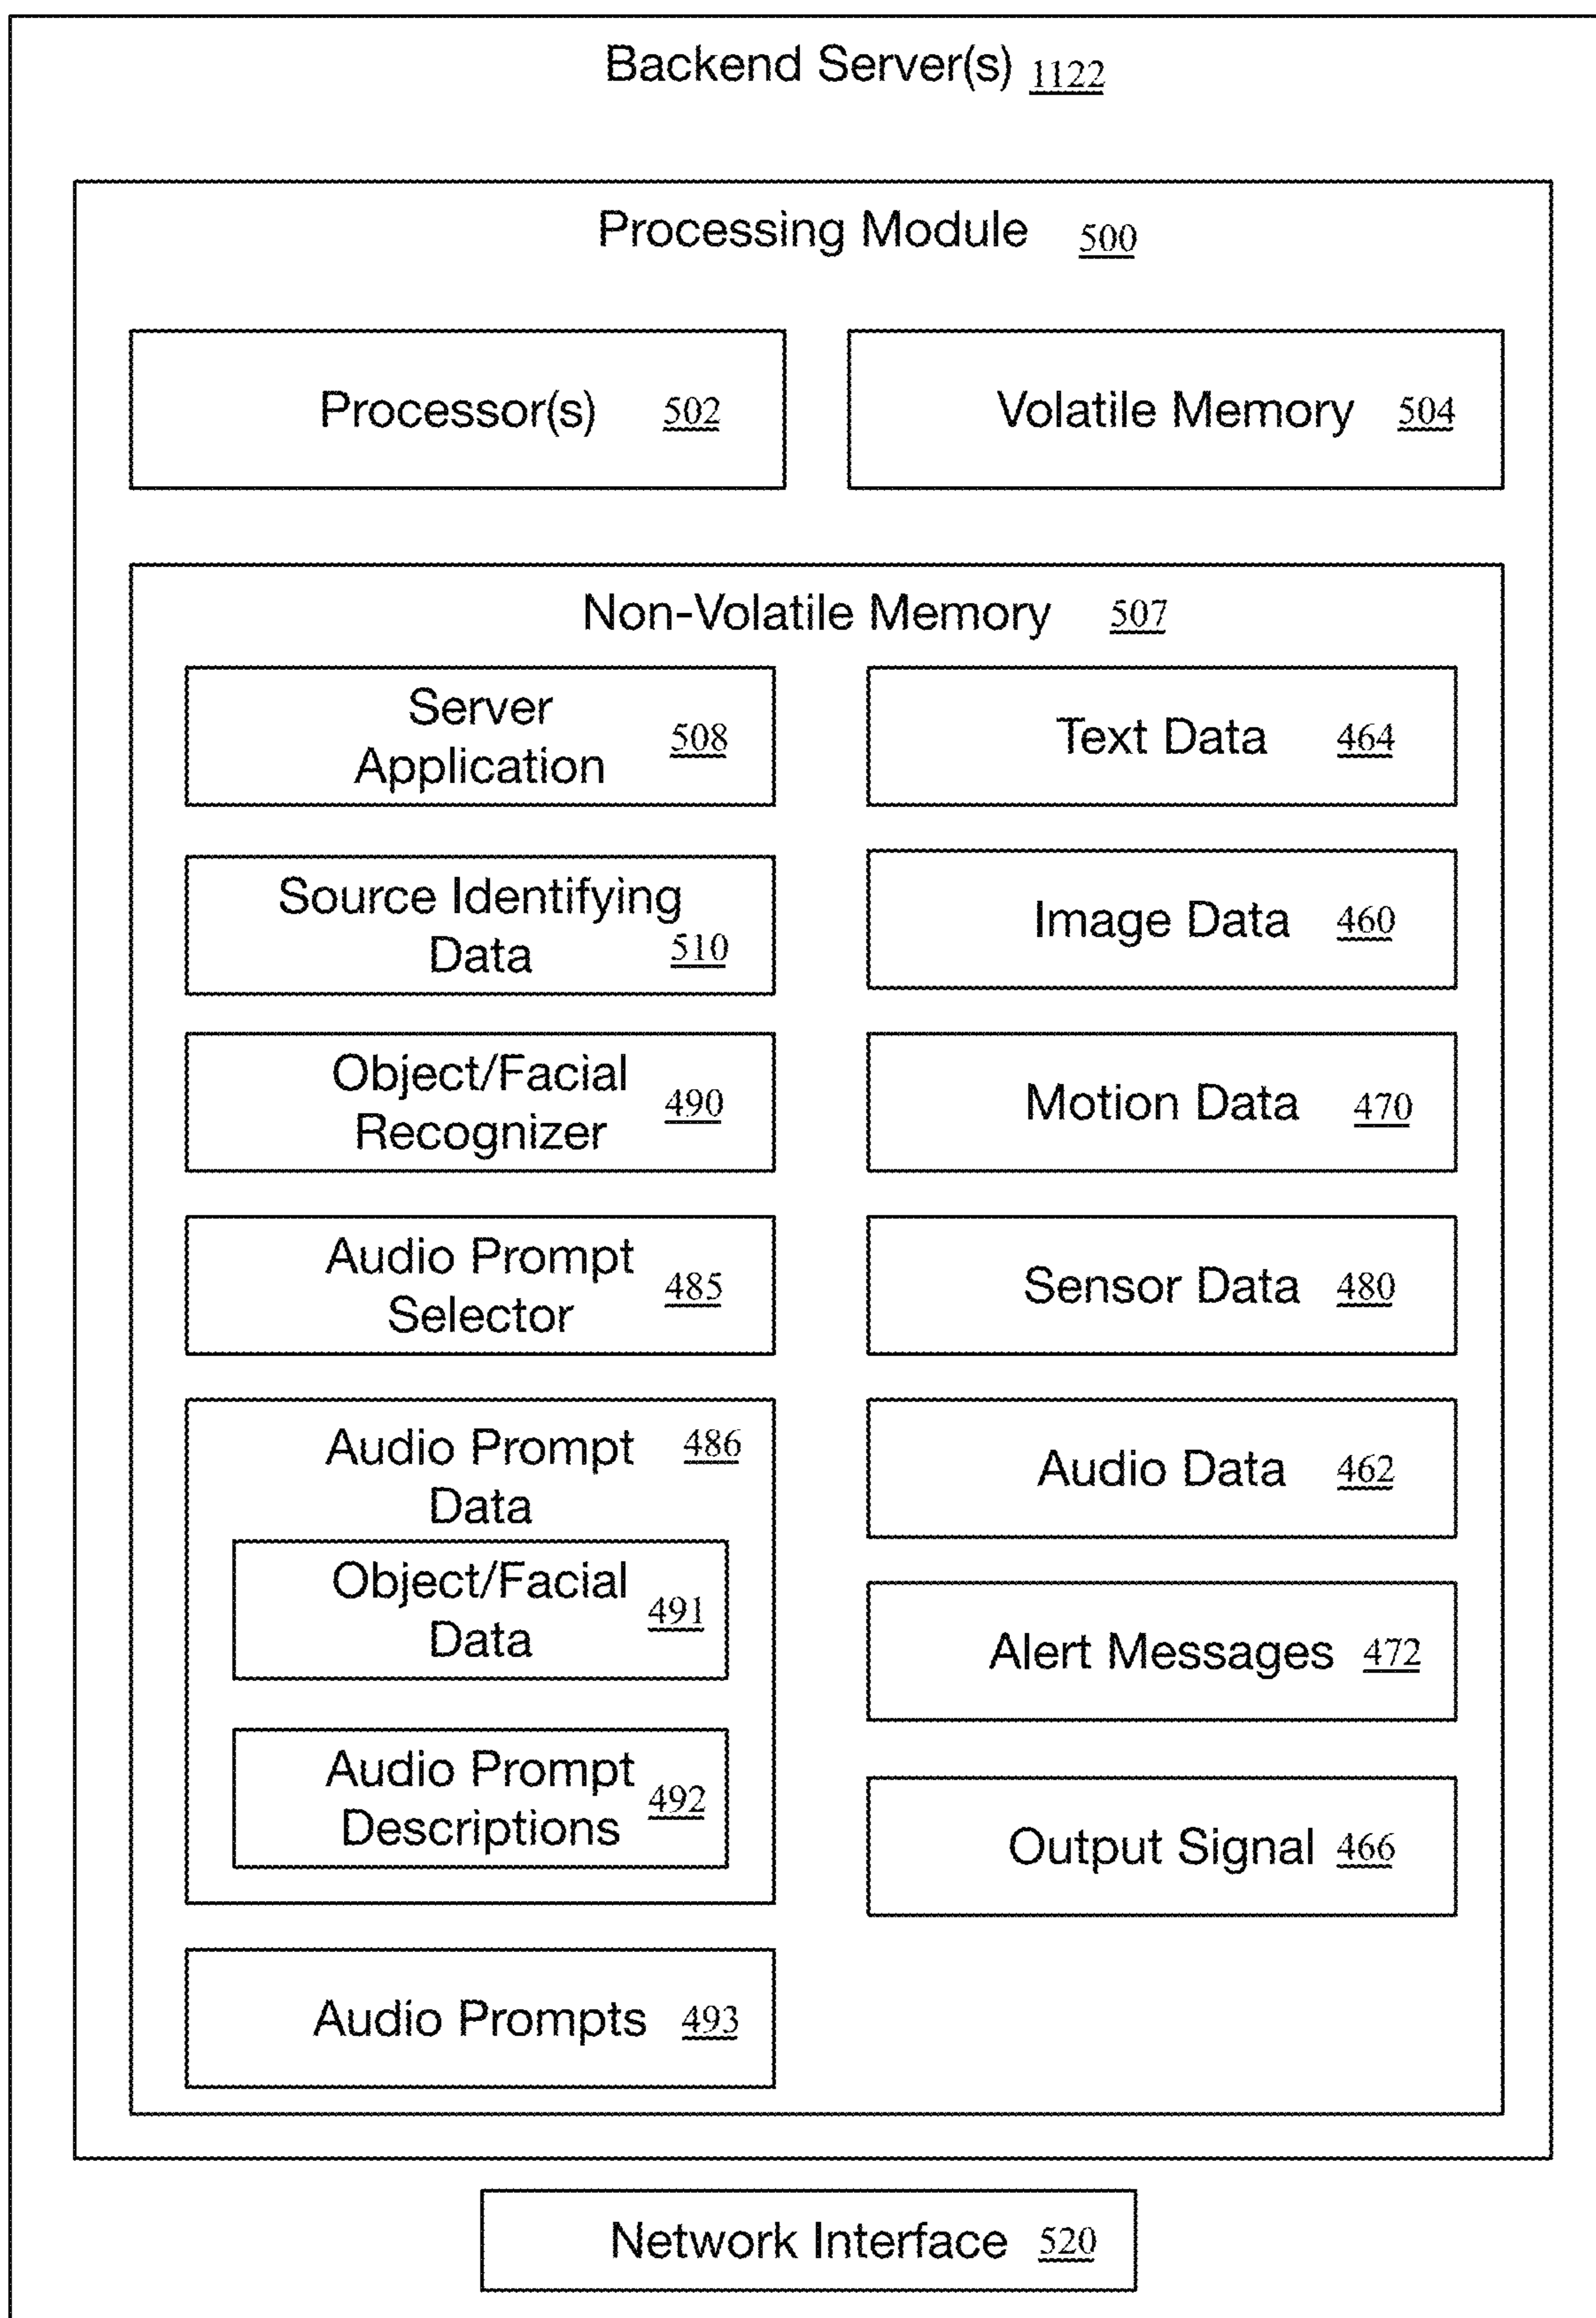 Backend Server(s) 1122
Processing Module 500
Processor(s) 502
Volatile Memory 504
Non-Volatile Memory 507
Server
Application 508
Source Identifying
Data 510
Object/Facial
Recognizer 490
Audio Prompt
Selector 485
Audio Prompt 486
Data
Object/Facial
Data 491
Audio Prompt
Descriptions 492
Audio Prompts 493
Text Data 464
Image Data 460
Motion Data 470
Sensor Data 480
Audio Data 462
Alert Messages 472
Output Signal 466
Network Interface 520